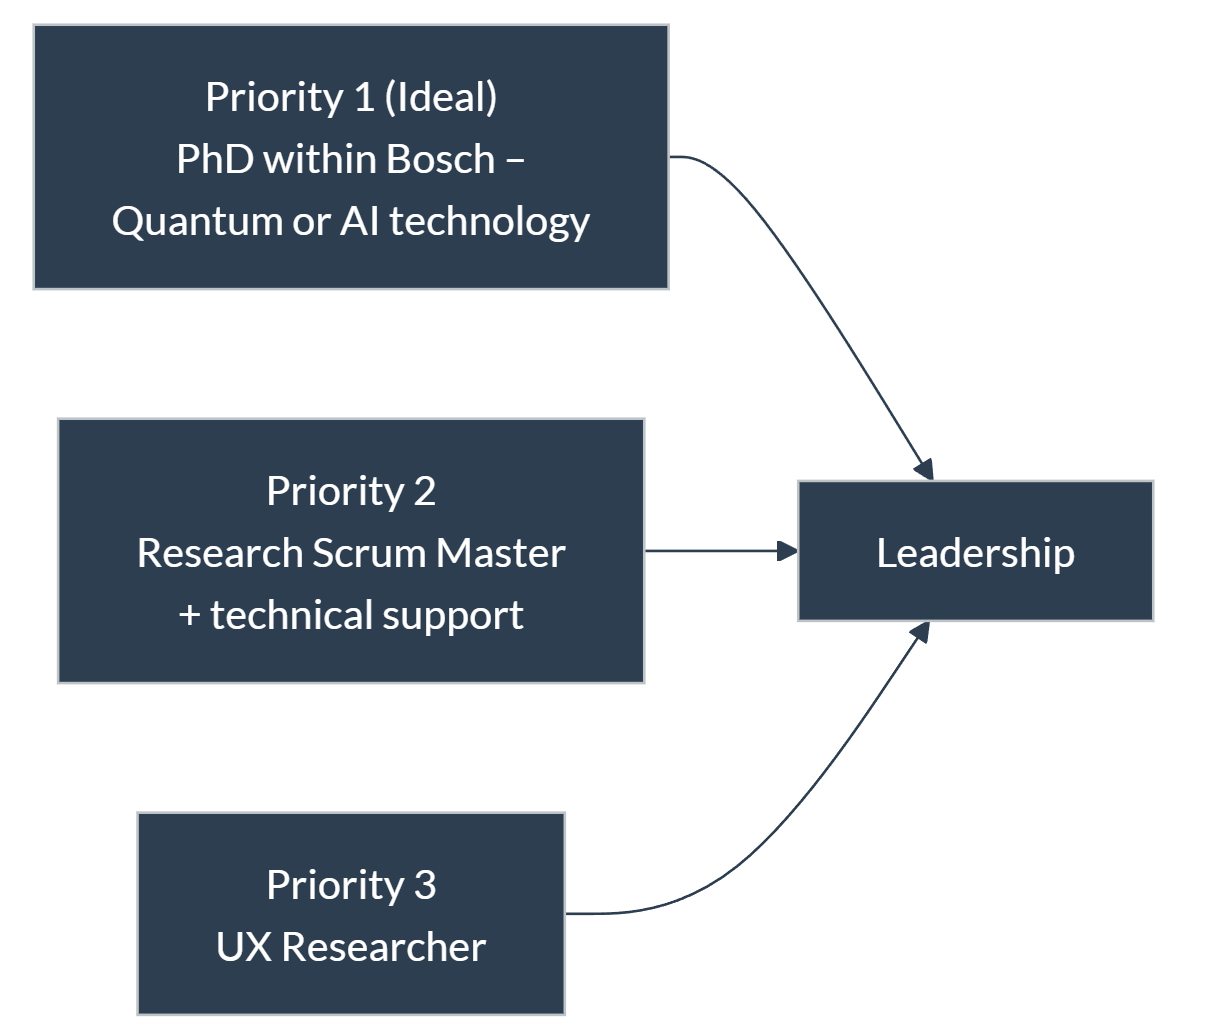 Priority 1 (Ideal)
PhD within Bosch –
Quantum or AI technology
Priority 2
Research Scrum Master
+ technical support
Leadership
Priority 3
UX Researcher